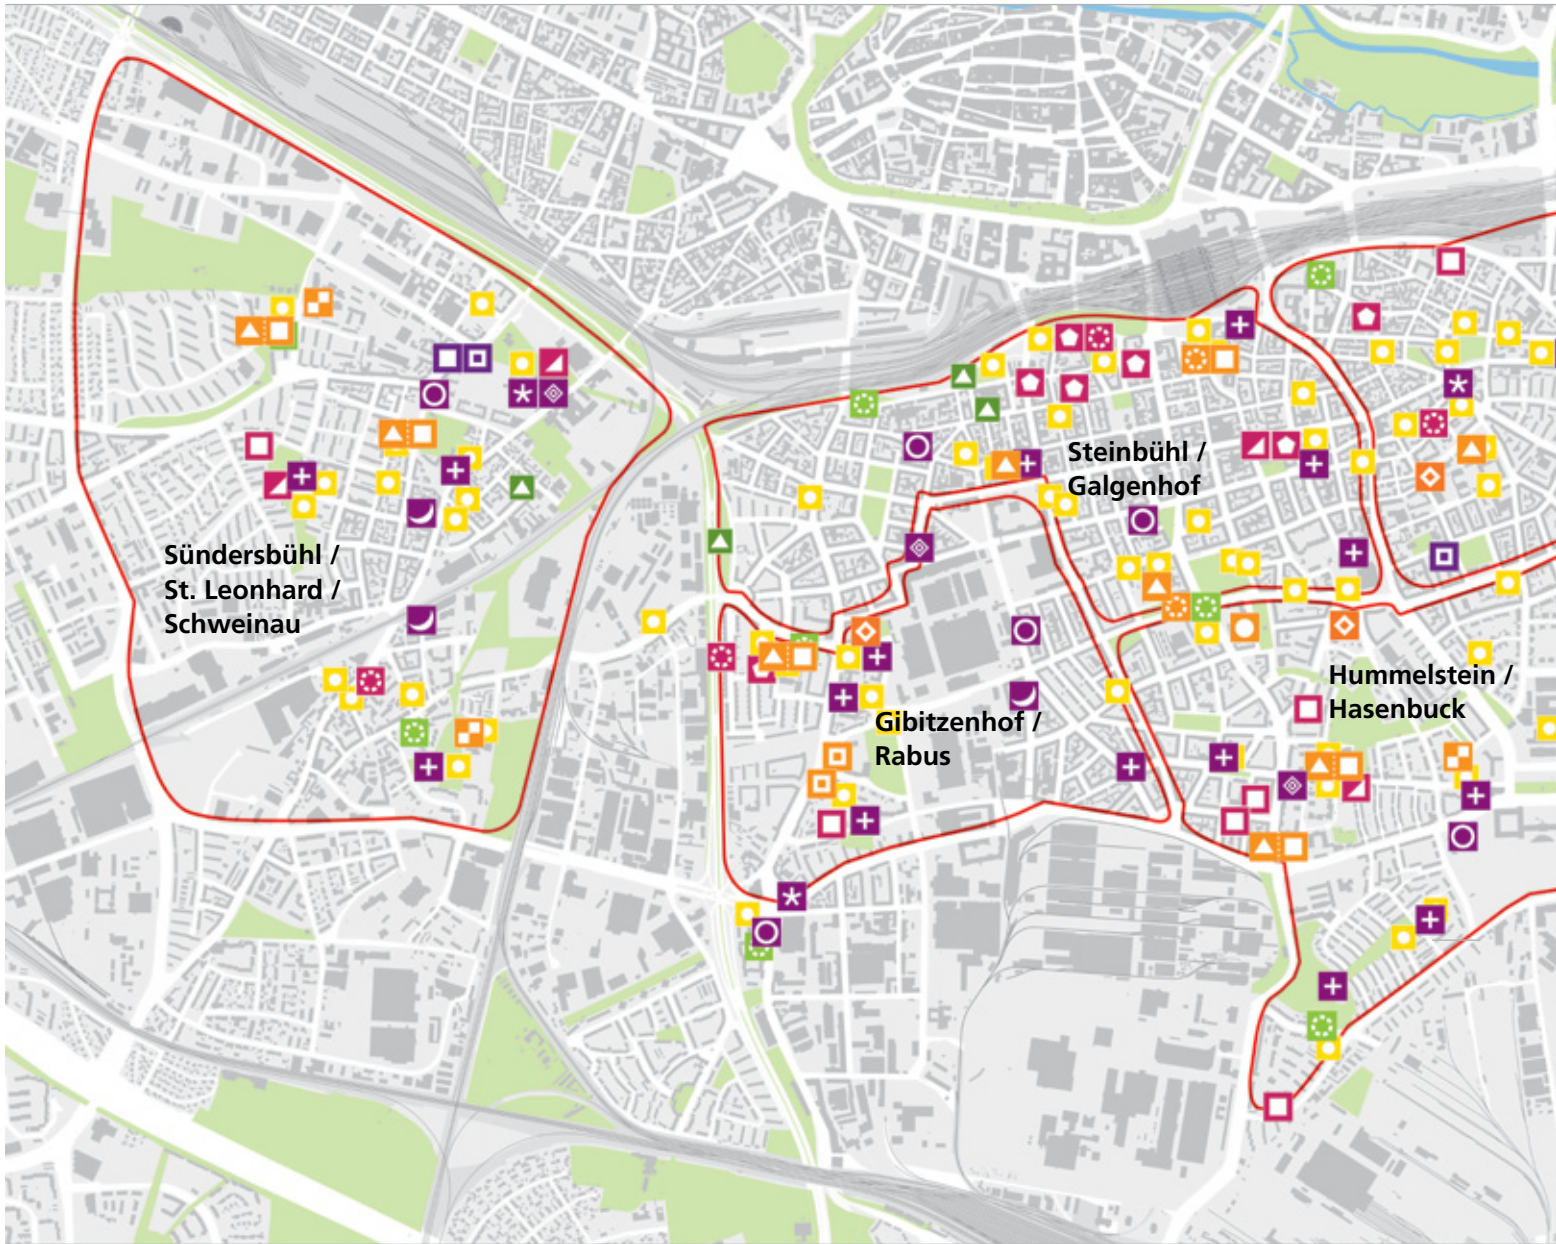 Steinbühl /
Galgenhof
Sündersbühl /
St. Leonhard /
Schweinau
Hummelstein /
Hasenbuck
Gibitzenhof /
Rabus